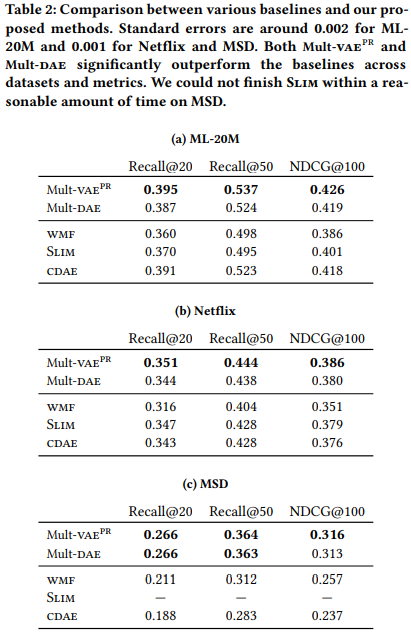 Table 2: Comparison between various baselines and our pro-
posed methods. Standard errors are around 0.002 for ML-
20M and 0.001 for Netflix and MSD. Both Mult-VAE^PR and
Mult-DAE significantly outperform the baselines across
datasets and metrics. We could not finish SLIM within a rea-
sonable amount of time on MSD.
(a) ML-20M
Recall@20 Recall@50 NDCG@100
Mult-VAE^PR 0.395 0.537 0.426
Mult-DAE 0.387 0.524 0.419
WMF 0.360 0.498 0.386
SLIM 0.370 0.495 0.401
CDAE 0.391 0.523 0.418
(b) Netflix
Recall@20 Recall@50 NDCG@100
Mult-VAE^PR 0.351 0.444 0.386
Mult-DAE 0.344 0.438 0.380
WMF 0.316 0.404 0.351
SLIM 0.347 0.428 0.379
CDAE 0.343 0.428 0.376
(c) MSD
Recall@20 Recall@50 NDCG@100
Mult-VAE^PR 0.266 0.364 0.316
Mult-DAE 0.266 0.363 0.313
WMF 0.211 0.312 0.257
SLIM — — —
CDAE 0.188 0.283 0.237